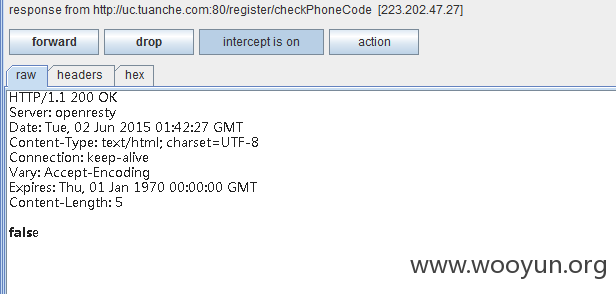 response from http://uc.tuanche.com:80/register/checkPhoneCode [223.202.47.27]
forward drop intercept is on action
raw headers hex
HTTP/1.1 200 OK
Server: openresty
Date: Tue, 02 Jun 2015 01:42:27 GMT
Content-Type: text/html; charset=UTF-8
Connection: keep-alive
Vary: Accept-Encoding
Expires: Thu, 01 Jan 1970 00:00:00 GMT
Content-Length: 5
false
www.wooyun.org